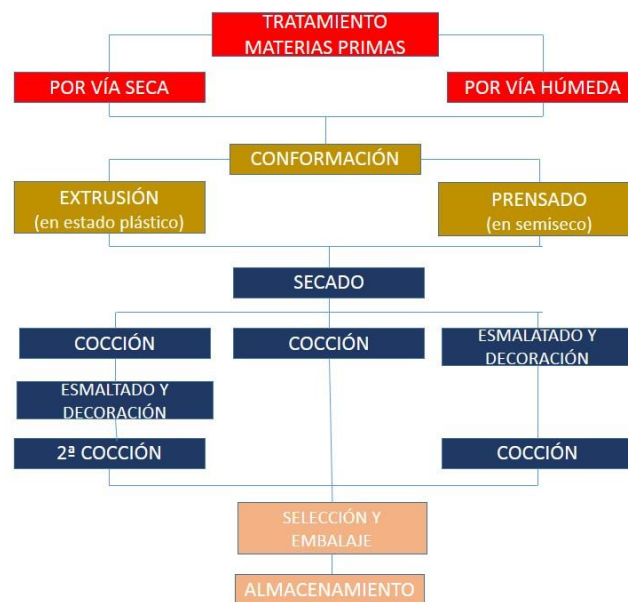 TRATAMIENTO
MATERIAS PRIMAS
POR VÍA SECA
POR VÍA HÚMEDA
CONFORMACIÓN
EXTRUSIÓN
(en estado plástico)
PRENSADO
(en semiseco)
SECADO
COCCIÓN
COCCIÓN
ESMALATADO Y
DECORACIÓN
ESMALTADO Y
DECORACIÓN
2ª COCCIÓN
COCCIÓN
SELECCIÓN Y
EMBALAJE
ALMACENAMIENTO